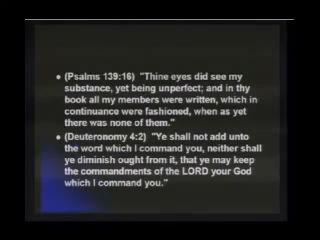 • (Psalms 139:16) "Thine eyes did see my
substance, yet being unperfect; and in thy
book all my members were written, which in
continuance were fashioned, when as yet
there was none of them."
• (Deuteronomy 4:2) "Ye shall not add unto
the word which I command you, neither shall
ye diminish ought from it, that ye may keep
the commandments of the LORD your God
which I command you."